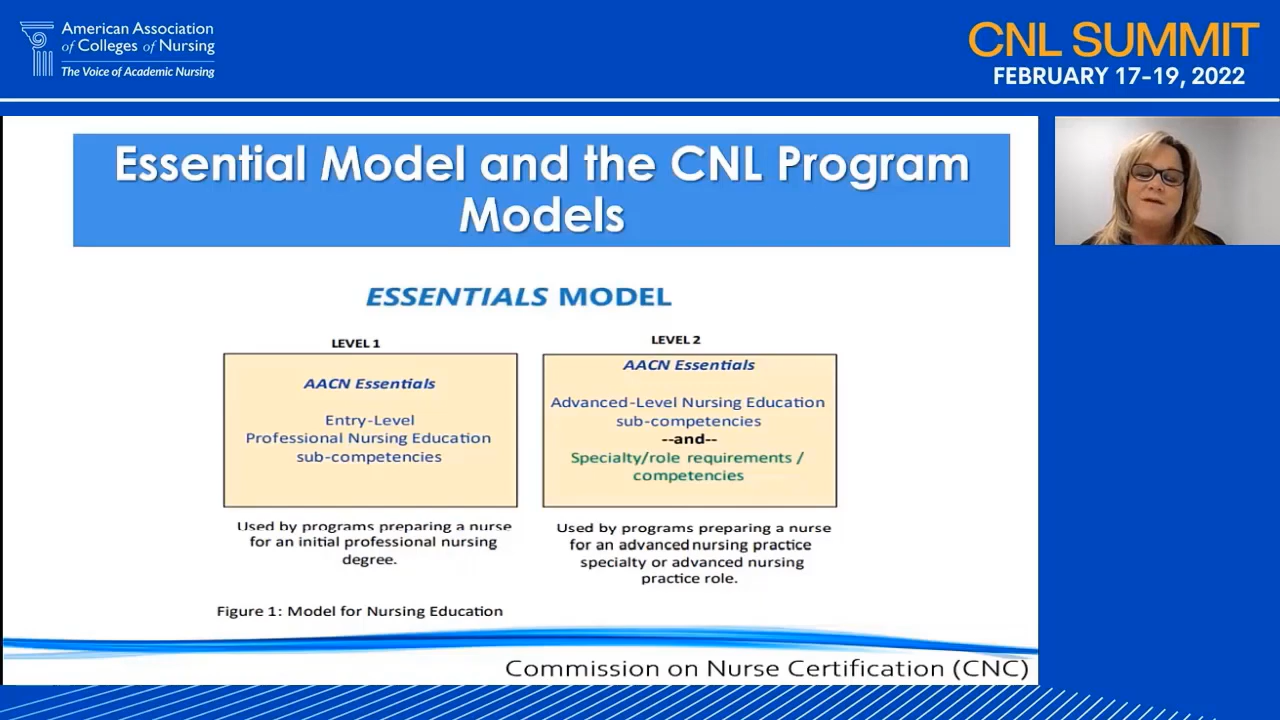 American Association
of Colleges of Nursing
The Voice of Academic Nursing
CNL SUMMIT
FEBRUARY 17-19, 2022
Essential Model and the CNL Program
Models
ESSENTIALS MODEL
LEVEL 1
AACN Essentials
Entry-Level
Professional Nursing Education
sub-competencies
Used by programs preparing a nurse
for an initial professional nursing
degree.
LEVEL 2
AACN Essentials
Advanced-Level Nursing Education
sub-competencies
--and--
Specialty/role requirements /
competencies
Used by programs preparing a nurse
for an advanced nursing practice
specialty or advanced nursing
practice role.
Figure 1: Model for Nursing Education
Commission on Nurse Certification (CNC)